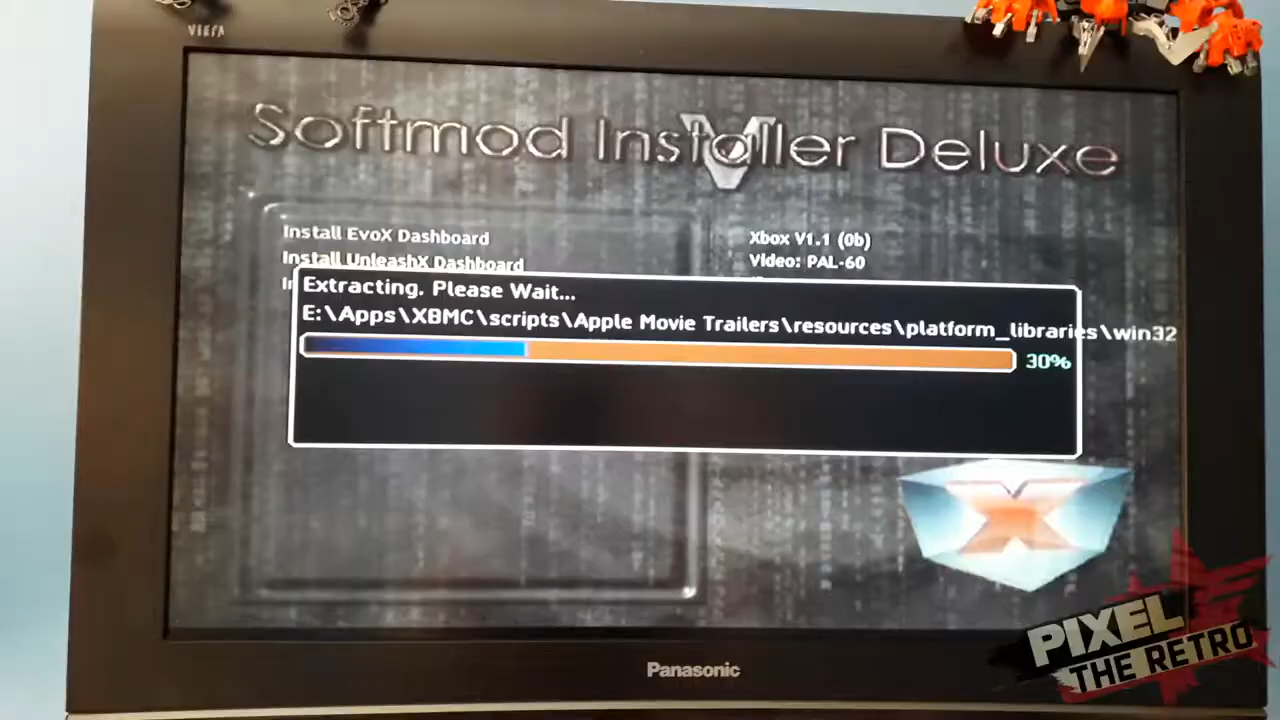 VIERA
Softmod Installer Deluxe
V
Install EvoX Dashboard
Install UnleashX Dashboard
Xbox V1.1 (0b)
Video: PAL-60
Extracting. Please Wait...
E:\Apps\XBMC\scripts\Apple Movie Trailers\resources\platform_libraries\win32
30%
X
Panasonic
PIXEL
THE RETRO